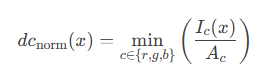 dc_norm(x) = min_{c∈{r,g,b}} (I_c(x) / A_c)